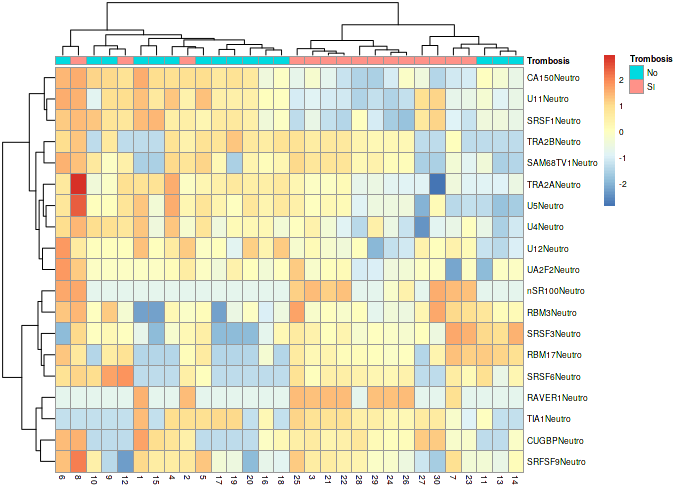 Trombosis
Trombosis
No
SI
2
1
0
-1
-2
CA150Neutro
U11Neutro
SRSF1Neutro
TRA2BNeutro
SAM68TV1Neutro
TRA2ANeutro
U5Neutro
U4Neutro
U12Neutro
UA2F2Neutro
nSR100Neutro
RBM3Neutro
SRSF3Neutro
RBM17Neutro
SRSF6Neutro
RAVER1Neutro
TIA1Neutro
CUGBPNeutro
SRFSF9Neutro
6 8 10 9 12 1 15 4 2 5 17 19 20 16 18 25 3 21 22 28 29 24 26 27 30 7 23 11 13 14